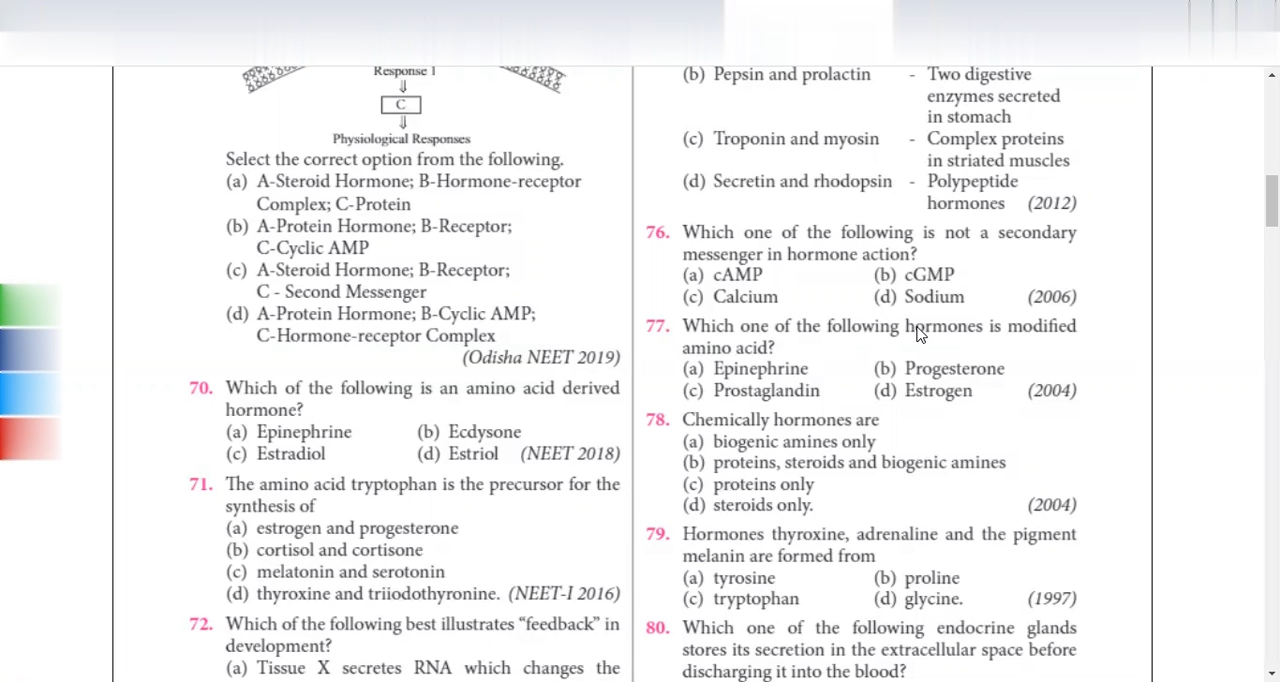 Response 1
C
Physiological Responses
Select the correct option from the following.
(a) A-Steroid Hormone; B-Hormone-receptor
Complex; C-Protein
(b) A-Protein Hormone; B-Receptor;
C-Cyclic AMP
(c) A-Steroid Hormone; B-Receptor;
C - Second Messenger
(d) A-Protein Hormone; B-Cyclic AMP;
C-Hormone-receptor Complex
(Odisha NEET 2019)
70. Which of the following is an amino acid derived
hormone?
(a) Epinephrine (b) Ecdysone
(c) Estradiol (d) Estriol (NEET 2018)
71. The amino acid tryptophan is the precursor for the
synthesis of
(a) estrogen and progesterone
(b) cortisol and cortisone
(c) melatonin and serotonin
(d) thyroxine and triiodothyronine. (NEET-I 2016)
72. Which of the following best illustrates “feedback” in
development?
(a) Tissue X secretes RNA which changes the
(b) Pepsin and prolactin - Two digestive
enzymes secreted
in stomach
(c) Troponin and myosin - Complex proteins
in striated muscles
(d) Secretin and rhodopsin - Polypeptide
hormones (2012)
76. Which one of the following is not a secondary
messenger in hormone action?
(a) cAMP (b) cGMP
(c) Calcium (d) Sodium (2006)
77. Which one of the following hormones is modified
amino acid?
(a) Epinephrine (b) Progesterone
(c) Prostaglandin (d) Estrogen (2004)
78. Chemically hormones are
(a) biogenic amines only
(b) proteins, steroids and biogenic amines
(c) proteins only
(d) steroids only. (2004)
79. Hormones thyroxine, adrenaline and the pigment
melanin are formed from
(a) tyrosine (b) proline
(c) tryptophan (d) glycine. (1997)
80. Which one of the following endocrine glands
stores its secretion in the extracellular space before
discharging it into the blood?